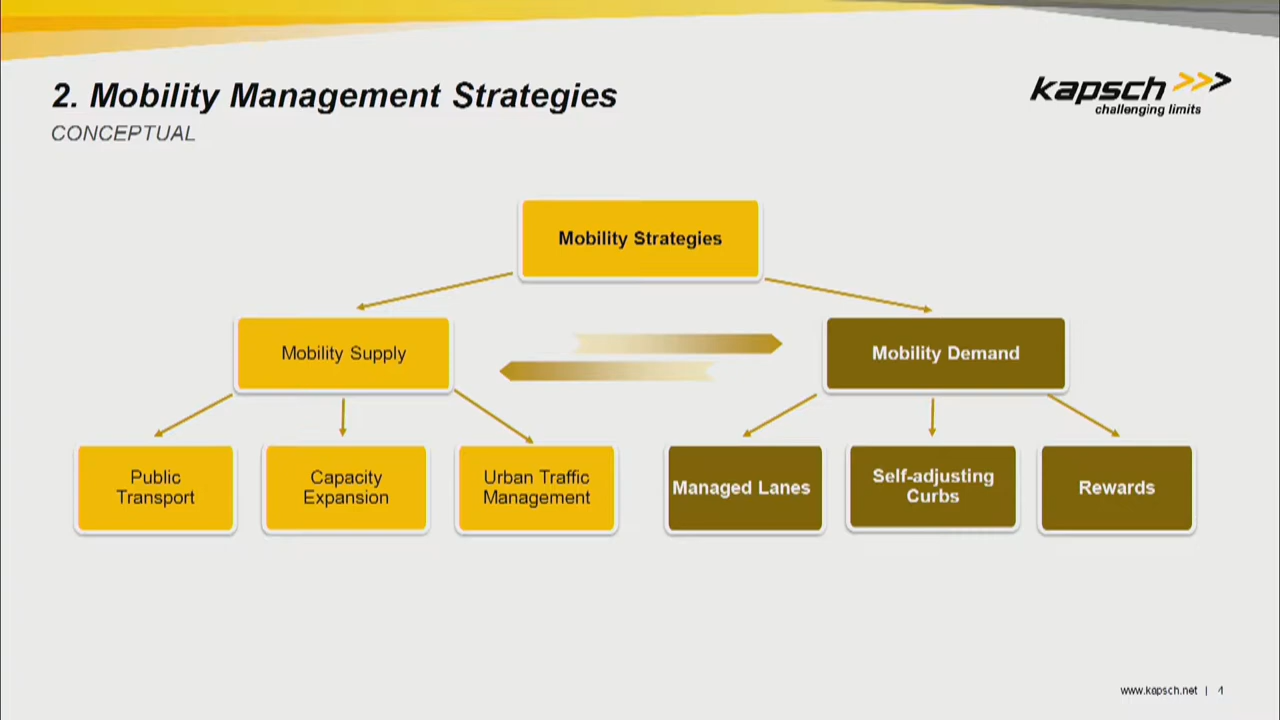 2. Mobility Management Strategies
CONCEPTUAL
kapsch >>>
challenging limits
Mobility Strategies
Mobility Supply
Mobility Demand
Public
Transport
Capacity
Expansion
Urban Traffic
Management
Managed Lanes
Self-adjusting
Curbs
Rewards
www.kapsch.net | 4